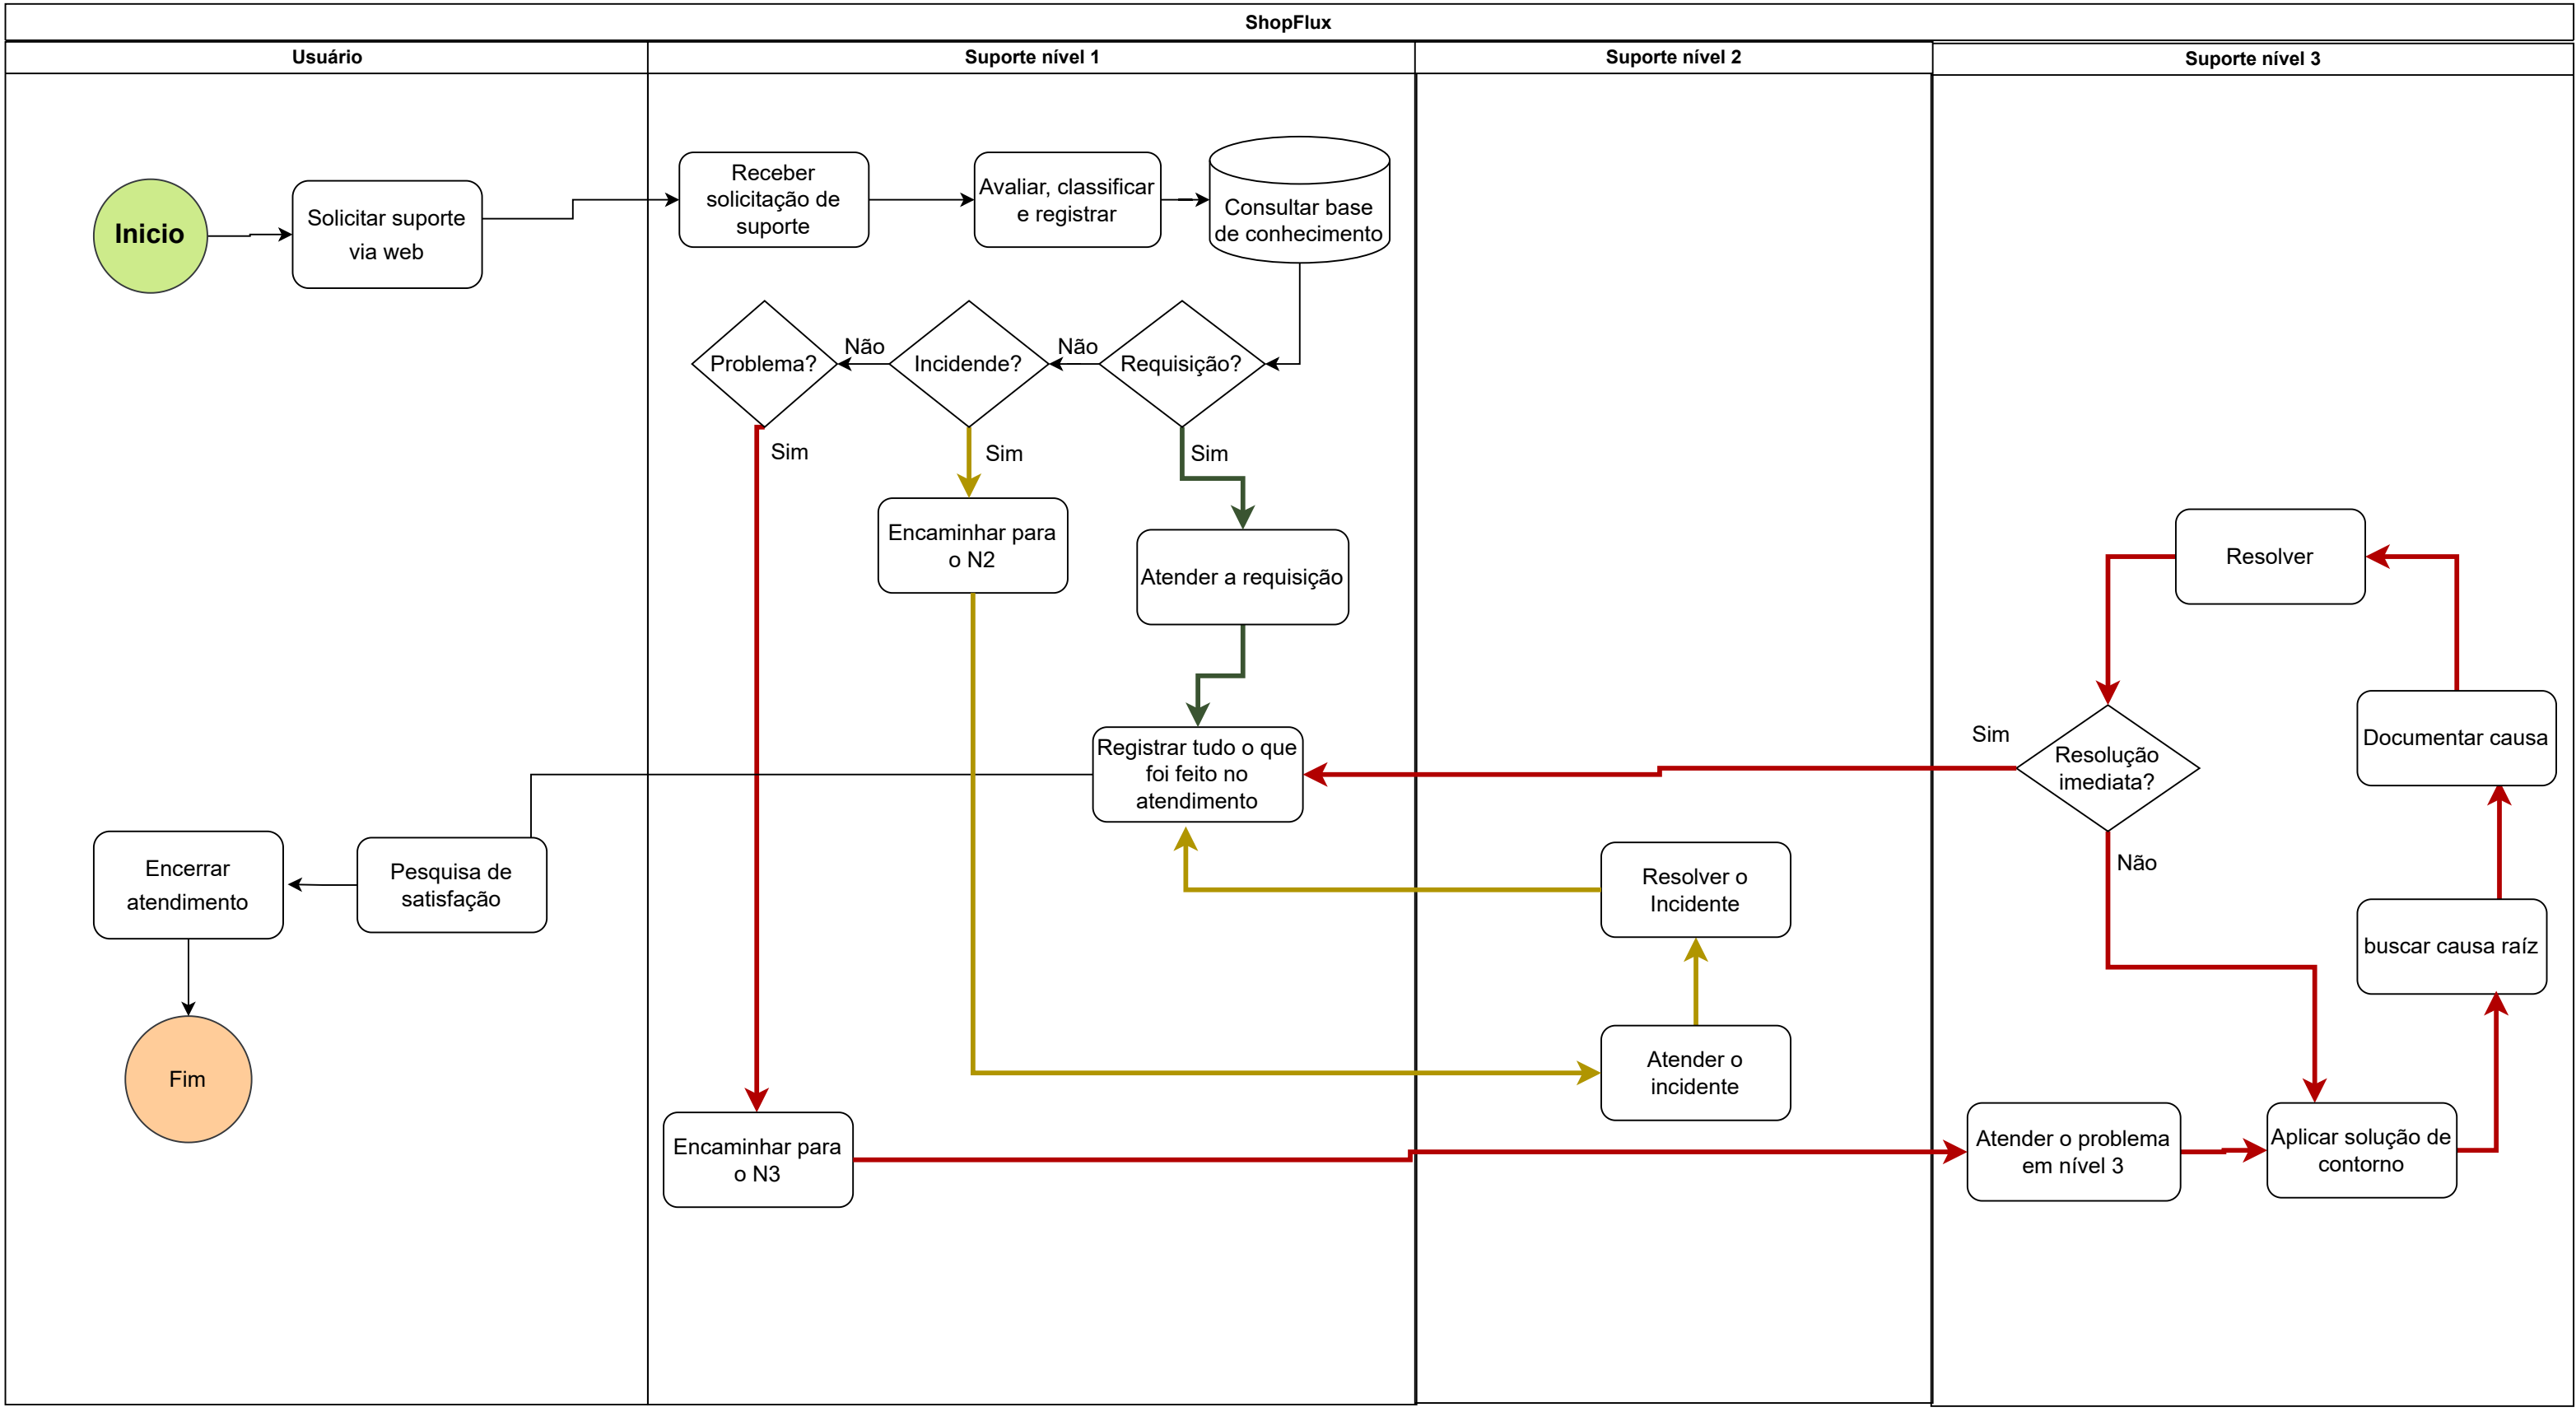 ShopFlux
Usuário
Suporte nível 1
Suporte nível 2
Suporte nível 3
Inicio
Solicitar suporte
via web
Receber
solicitação de
suporte
Avaliar, classificar
e registrar
Consultar base
de conhecimento
Problema?
Não
Incidende?
Não
Requisição?
Sim
Sim
Sim
Encaminhar para
o N2
Atender a requisição
Resolver
Registrar tudo o que
foi feito no
atendimento
Sim
Resolução
imediata?
Não
Documentar causa
Encerrar
atendimento
Pesquisa de
satisfação
Resolver o
Incidente
buscar causa raíz
Fim
Atender o
incidente
Encaminhar para
o N3
Atender o problema
em nível 3
Aplicar solução de
contorno